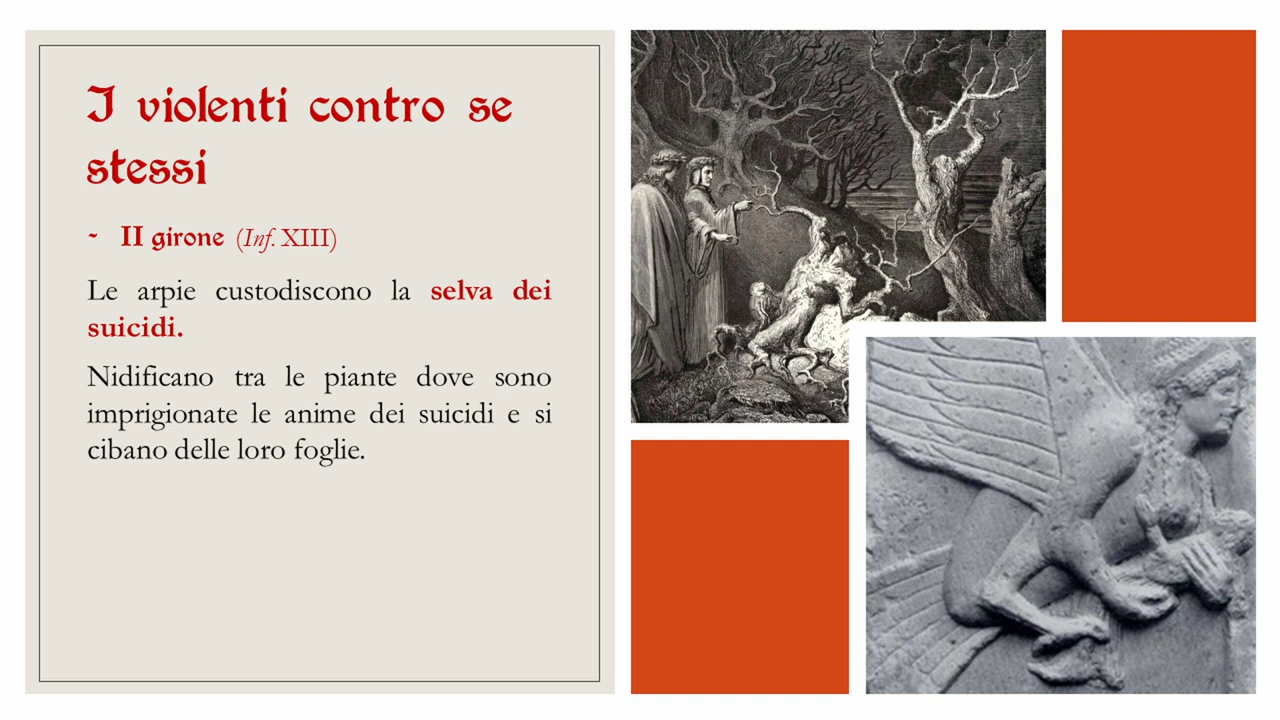 I violenti contro se
stessi
- II girone (Inf. XIII)
Le arpie custodiscono la selva dei
suicidi.
Nidificano tra le piante dove sono
imprigionate le anime dei suicidi e si
cibano delle loro foglie.